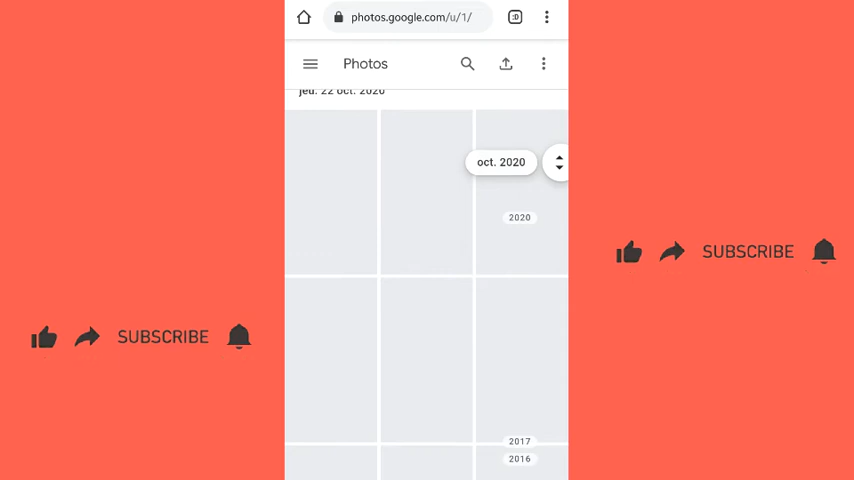 photos.google.com/u/1/
:D
Photos
jeu. 22 oct. 2020
oct. 2020
2020
SUBSCRIBE
SUBSCRIBE
2017
2016